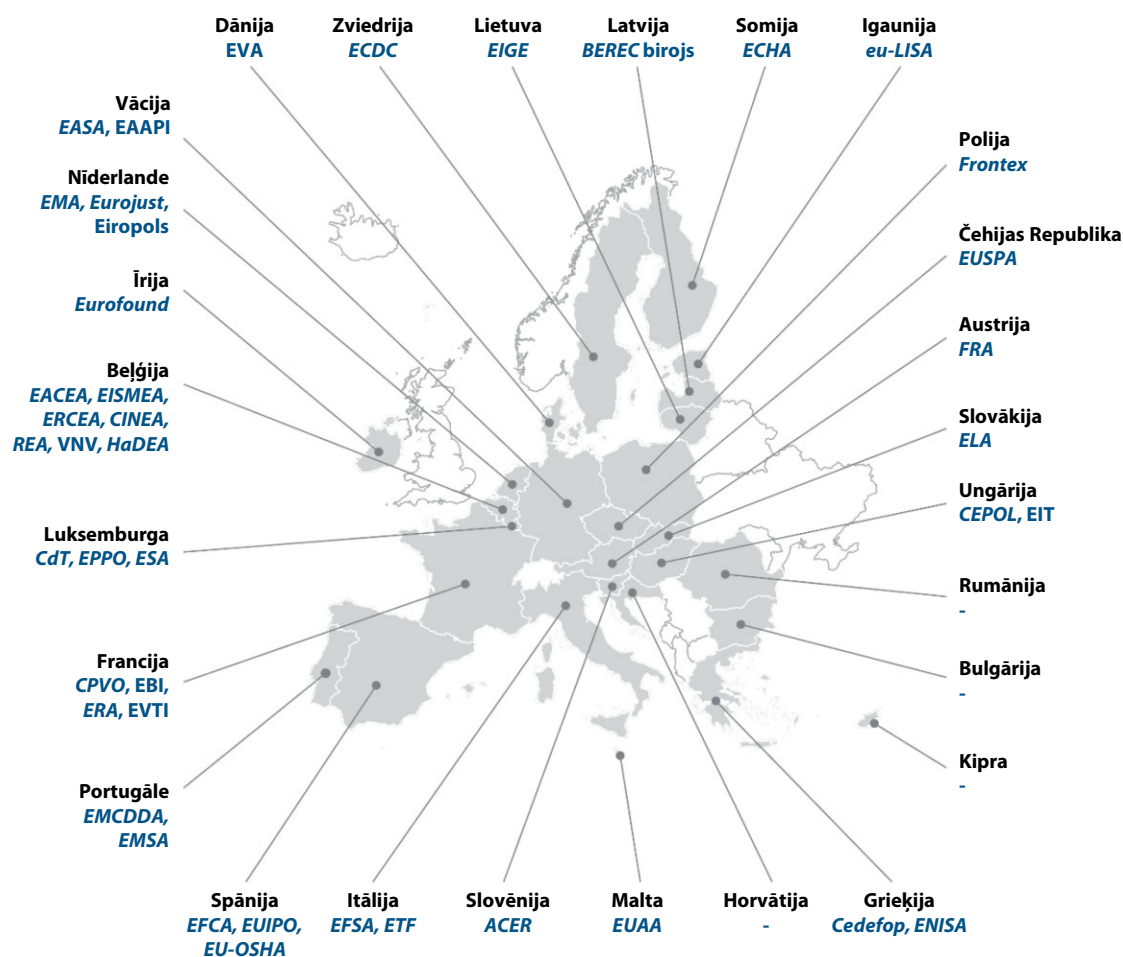 Dānija
EVA
Zviedrija
ECDC
Lietuva
EIGE
Latvija
BEREC birojs
Somija
ECHA
Igaunija
eu-LISA
Vācija
EASA, EAAPI
Nīderlande
EMA, Eurojust,
Eiropols
Īrija
Eurofound
Beļģija
EACEA, EISMEA,
ERCEA, CINEA,
REA, VNV, HaDEA
Luksemburga
CdT, EPPO, ESA
Francija
CPVO, EBI,
ERA, EVTI
Portugāle
EMCDDA,
EMSA
Polija
Frontex
Čehijas Republika
EUSPA
Austrija
FRA
Slovākija
ELA
Ungārija
CEPOL, EIT
Rumānija
-
Bulgārija
-
Kipra
-
Spānija
EFCA, EUIPO,
EU-OSHA
Itālija
EFSA, ETF
Slovēnija
ACER
Malta
EUAA
Horvātija
-
Grieķija
Cedefop, ENISA